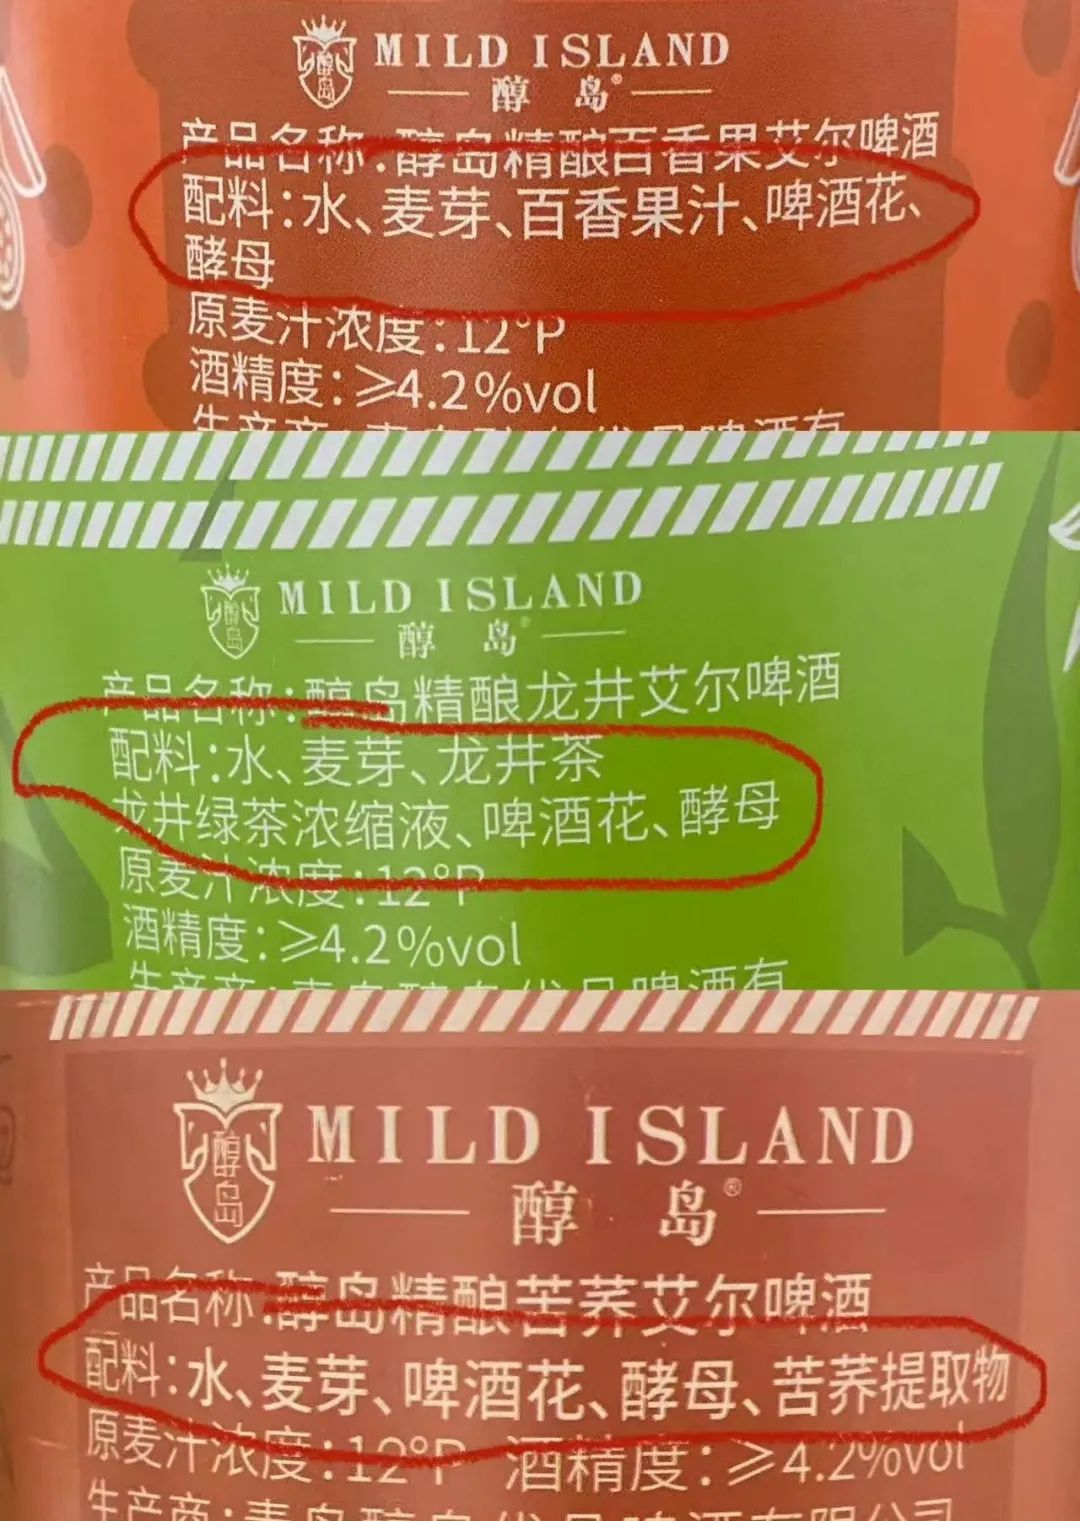 MILD ISLAND
醇岛®
产品名称:醇岛精酿百香果艾尔啤酒
配料:水、麦芽、百香果汁、啤酒花、
酵母
原麦汁浓度:12°P
酒精度:≥4.2%vol
MILD ISLAND
醇岛®
产品名称:醇岛精酿龙井艾尔啤酒
配料:水、麦芽、龙井茶
龙井绿茶浓缩液、啤酒花、酵母
原麦汁浓度:12°P
酒精度:≥4.2%vol
醇岛
MILD ISLAND
醇岛®
产品名称:醇岛精酿苦荞艾尔啤酒
配料:水、麦芽、啤酒花、酵母、苦荞提取物
原麦汁浓度:12°P 酒精度:≥4.2%vol